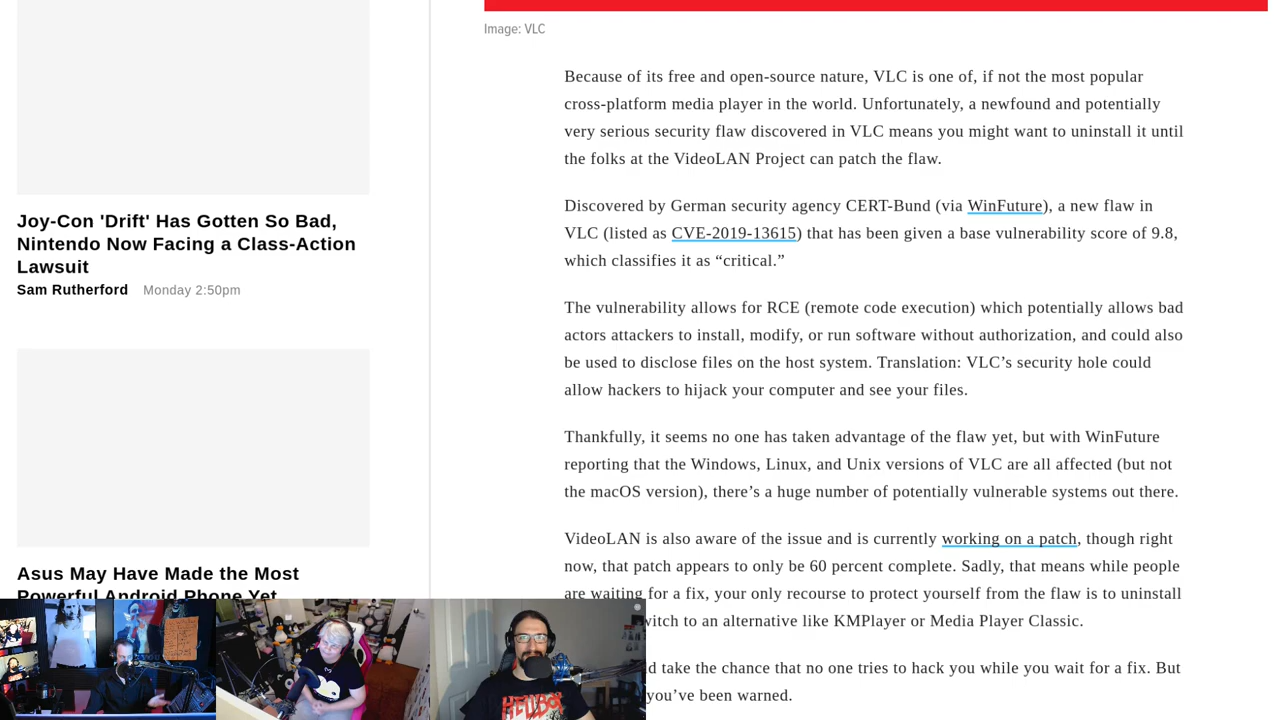 Image: VLC
Because of its free and open-source nature, VLC is one of, if not the most popular
cross-platform media player in the world. Unfortunately, a newfound and potentially
very serious security flaw discovered in VLC means you might want to uninstall it until
the folks at the VideoLAN Project can patch the flaw.
Discovered by German security agency CERT-Bund (via WinFuture), a new flaw in
VLC (listed as CVE-2019-13615) that has been given a base vulnerability score of 9.8,
which classifies it as “critical.”
The vulnerability allows for RCE (remote code execution) which potentially allows bad
actors attackers to install, modify, or run software without authorization, and could also
be used to disclose files on the host system. Translation: VLC’s security hole could
allow hackers to hijack your computer and see your files.
Thankfully, it seems no one has taken advantage of the flaw yet, but with WinFuture
reporting that the Windows, Linux, and Unix versions of VLC are all affected (but not
the macOS version), there’s a huge number of potentially vulnerable systems out there.
VideoLAN is also aware of the issue and is currently working on a patch, though right
now, that patch appears to only be 60 percent complete. Sadly, that means while people
are waiting for a fix, your only recourse to protect yourself from the flaw is to uninstall
witch to an alternative like KMPlayer or Media Player Classic.
d take the chance that no one tries to hack you while you wait for a fix. But
you’ve been warned.
Joy-Con 'Drift' Has Gotten So Bad,
Nintendo Now Facing a Class-Action
Lawsuit
Sam Rutherford Monday 2:50pm
Asus May Have Made the Most
Powerful Android Phone Yet
HELLBOY